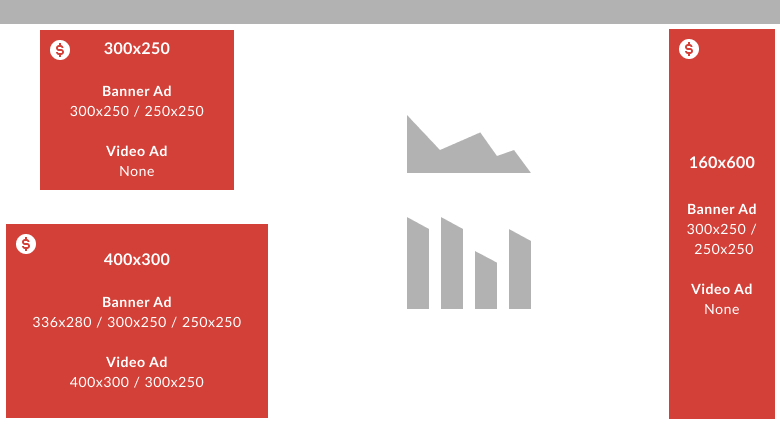 $
300x250
Banner Ad
300x250 / 250x250
Video Ad
None
$
400x300
Banner Ad
336x280 / 300x250 / 250x250
Video Ad
400x300 / 300x250
$
160x600
Banner Ad
300x250 /
250x250
Video Ad
None